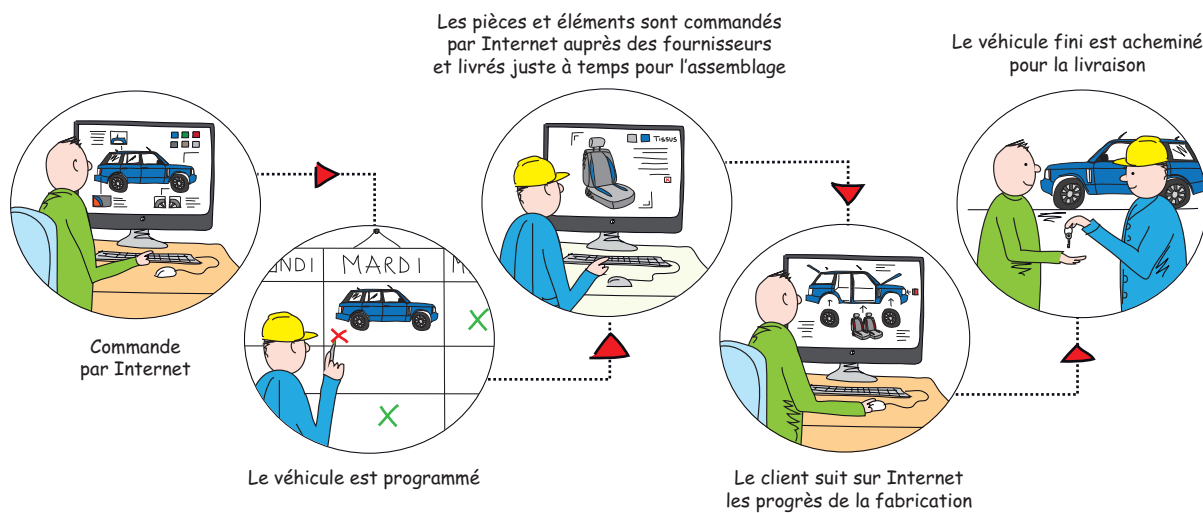 Les pièces et éléments sont commandés
par Internet auprès des fournisseurs
et livrés juste à temps pour l'assemblage
Le véhicule fini est acheminé
pour la livraison
Tissus
NDI
MARDI
M
Commande
par Internet
Le véhicule est programmé
Le client suit sur Internet
les progrès de la fabrication